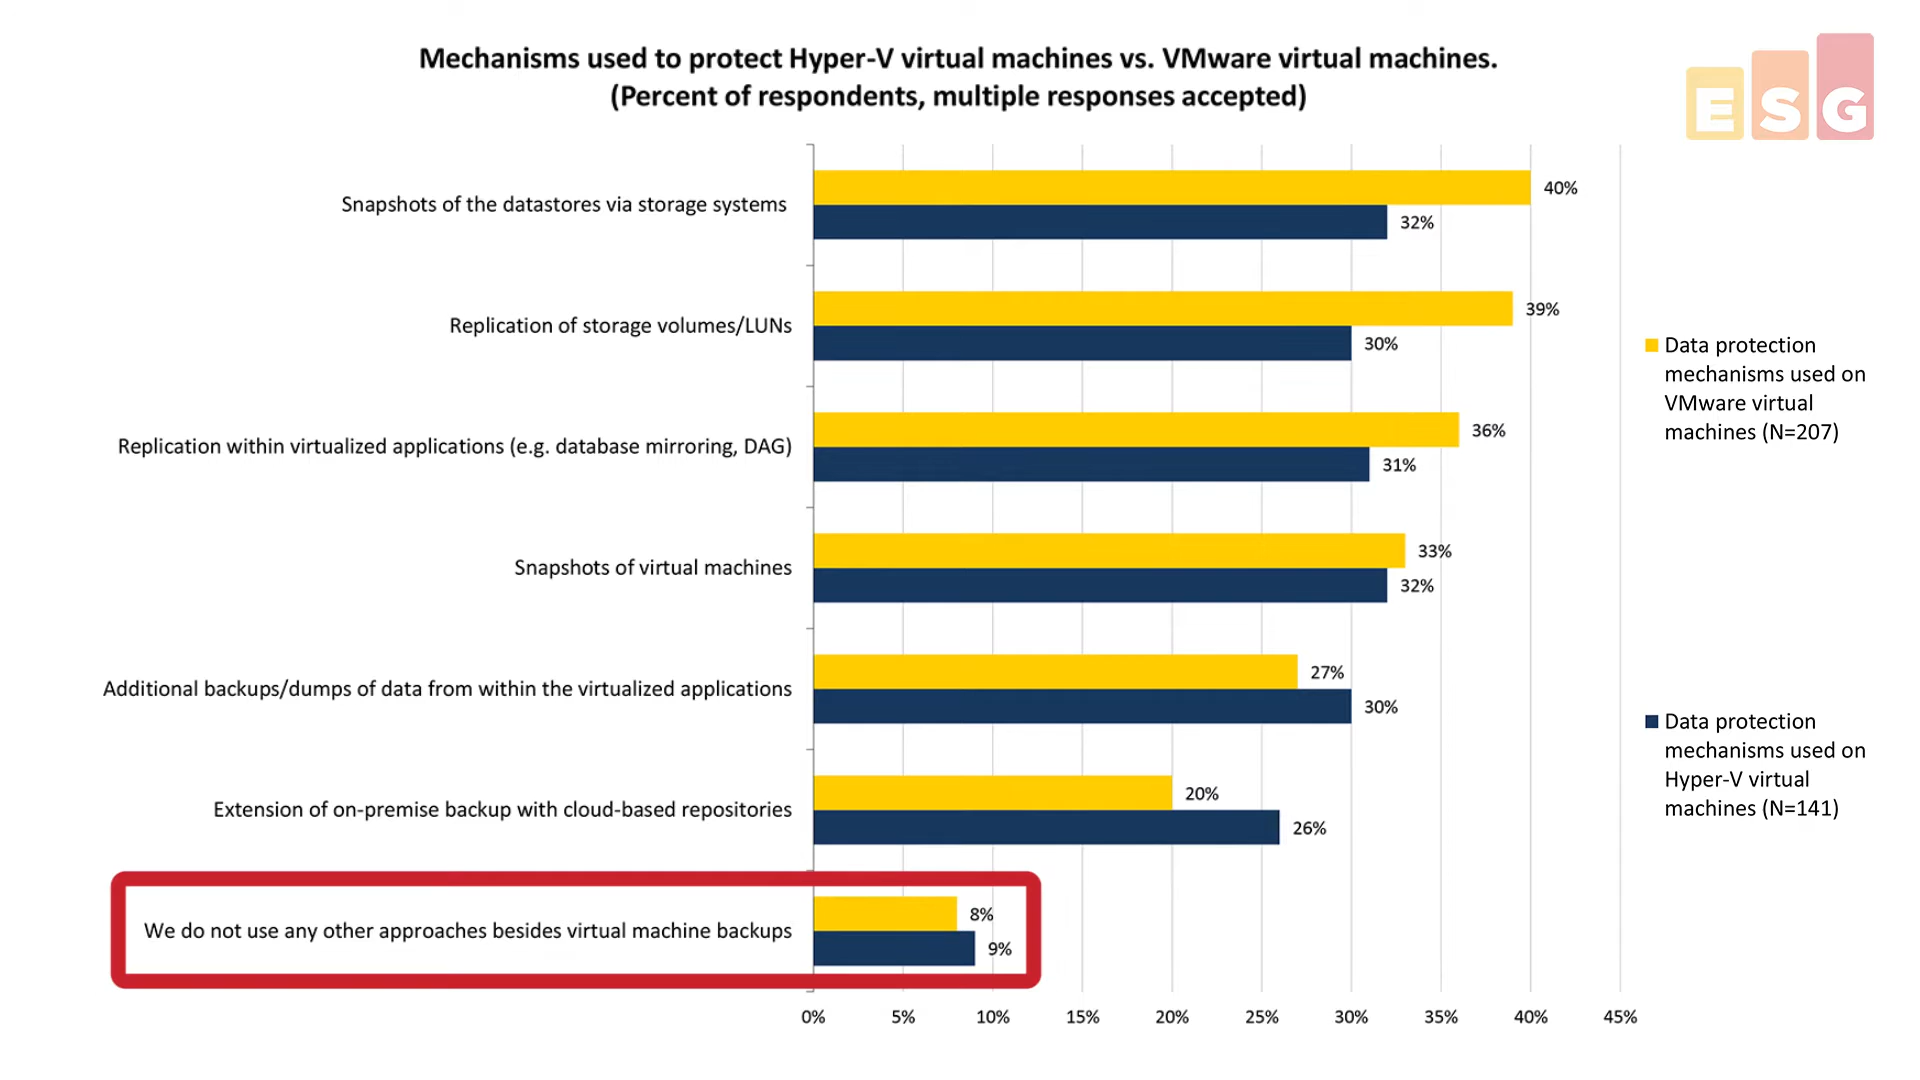 Mechanisms used to protect Hyper-V virtual machines vs. VMware virtual machines.
(Percent of respondents, multiple responses accepted)
ESG
Snapshots of the datastores via storage systems
40%
32%
Replication of storage volumes/LUNs
39%
30%
Replication within virtualized applications (e.g. database mirroring, DAG)
36%
31%
Snapshots of virtual machines
33%
32%
Additional backups/dumps of data from within the virtualized applications
27%
30%
Extension of on-premise backup with cloud-based repositories
20%
26%
We do not use any other approaches besides virtual machine backups
8%
9%
0% 5% 10% 15% 20% 25% 30% 35% 40% 45%
Data protection
mechanisms used on
VMware virtual
machines (N=207)
Data protection
mechanisms used on
Hyper-V virtual
machines (N=141)